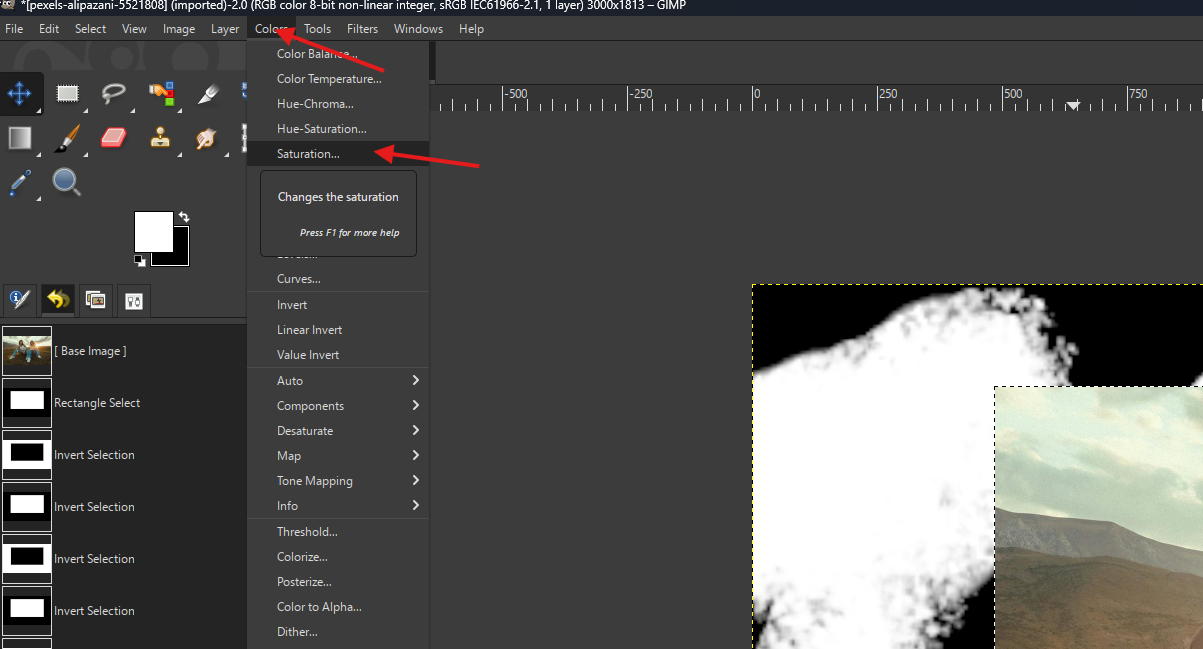 *[pexels-alipazani-5521808] (imported)-2.0 (RGB color 8-bit non-linear integer, sRGB IEC61966-2.1, 1 layer) 3000x1813 – GIMP
File Edit Select View Image Layer Colors Tools Filters Windows Help
Color Balance...
Color Temperature...
-500 -250 0 250 500 750
Hue-Chroma...
Hue-Saturation...
Saturation...
Changes the saturation
Press F1 for more help
Curves...
Invert
Linear Invert
Value Invert
Auto
Components
Desaturate
Map
Tone Mapping
Info
Threshold...
Colorize...
Posterize...
Color to Alpha...
Dither...
[ Base Image ]
Rectangle Select
Invert Selection
Invert Selection
Invert Selection
Invert Selection